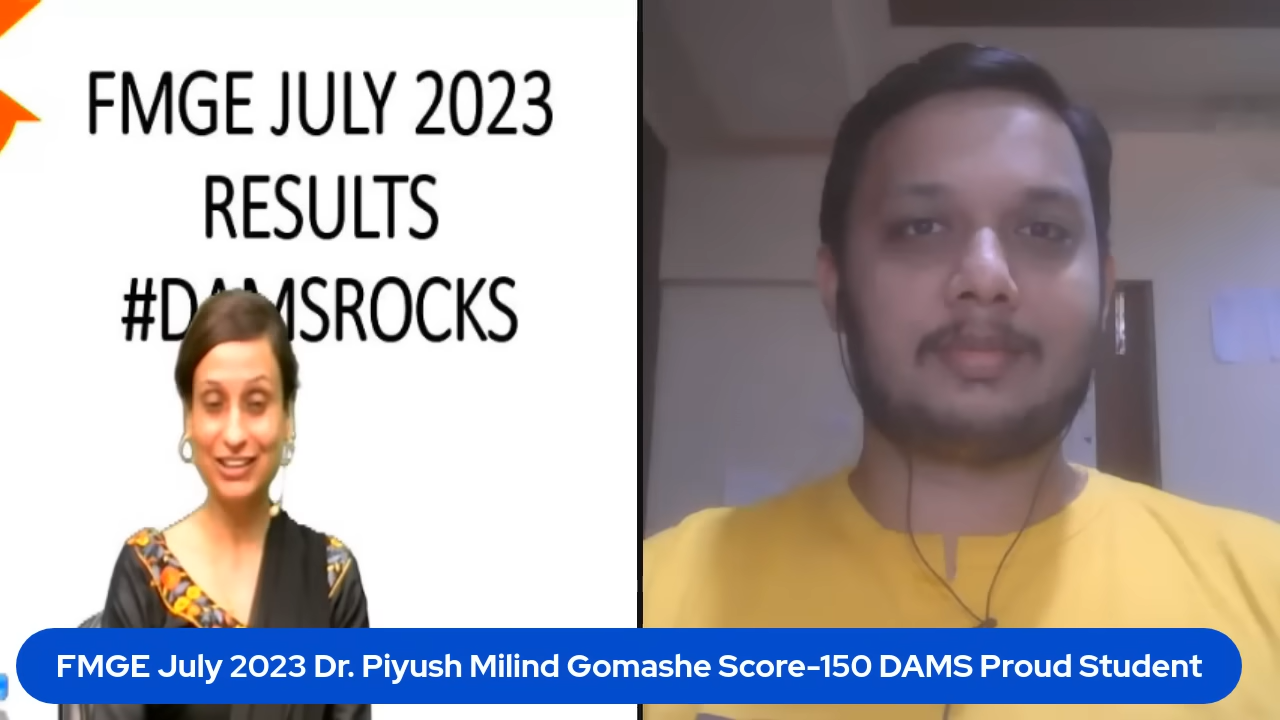 FMGE JULY 2023
RESULTS
#DAMSROCKS
FMGE July 2023 Dr. Piyush Milind Gomashe Score-150 DAMS Proud Student